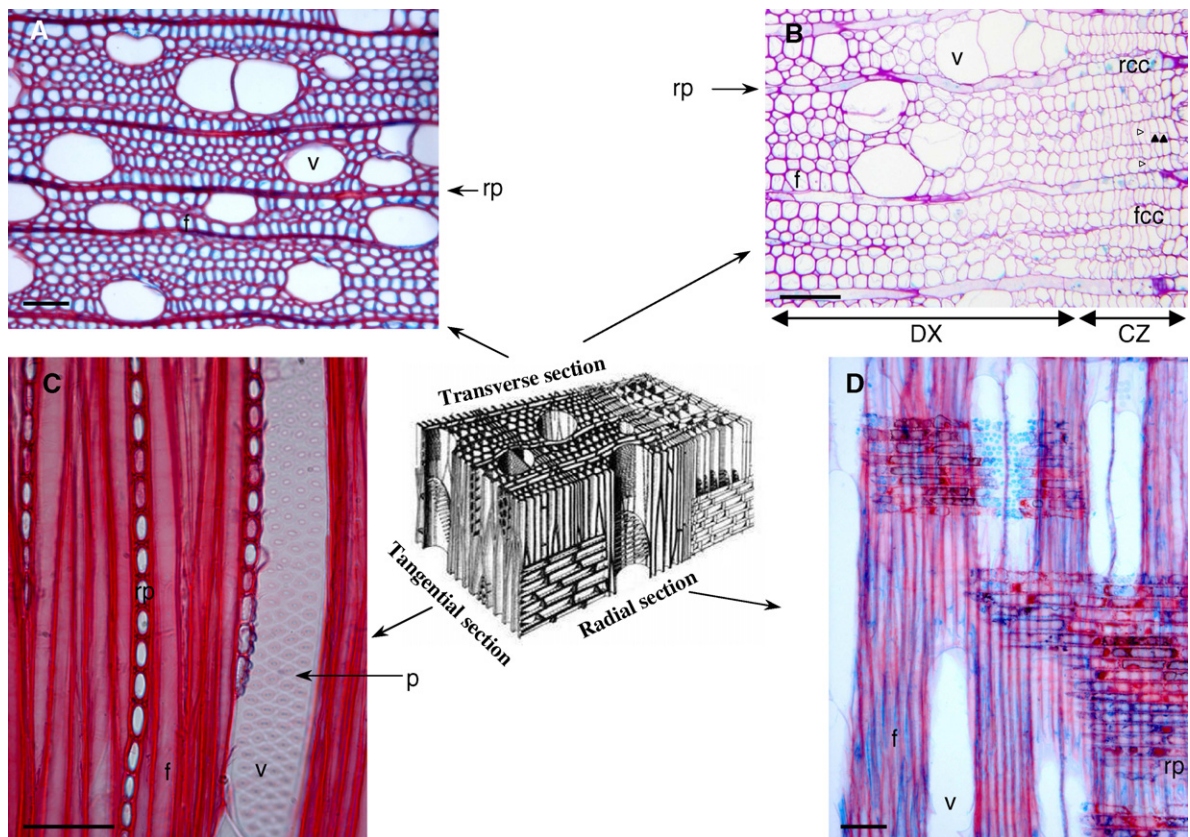 A
v
rp
f
B
v
rcc
rp
f
fcc
DX
CZ
C
rp
p
f
v
Transverse section
Tangential section
Radial section
D
f
rp
v